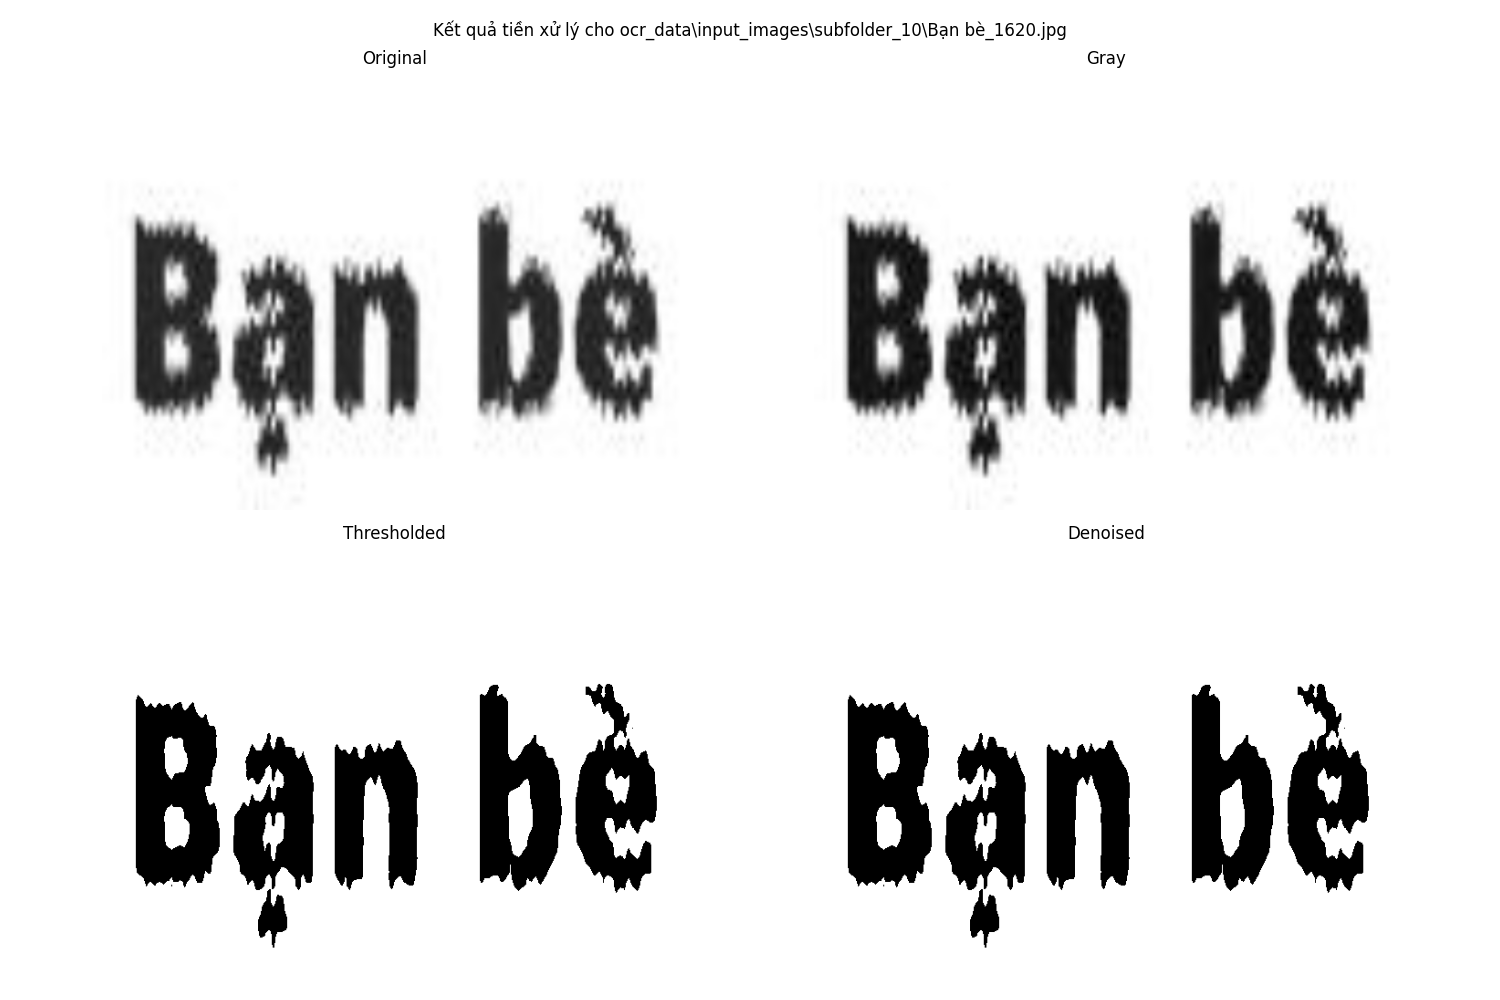 Kết quả tiền xử lý cho ocr_data\input_images\subfolder_10\Bạn bè_1620.jpg
Original
Gray
Bạn bè
Bạn bè
Thresholded
Denoised
Bạn bè
Bạn bè